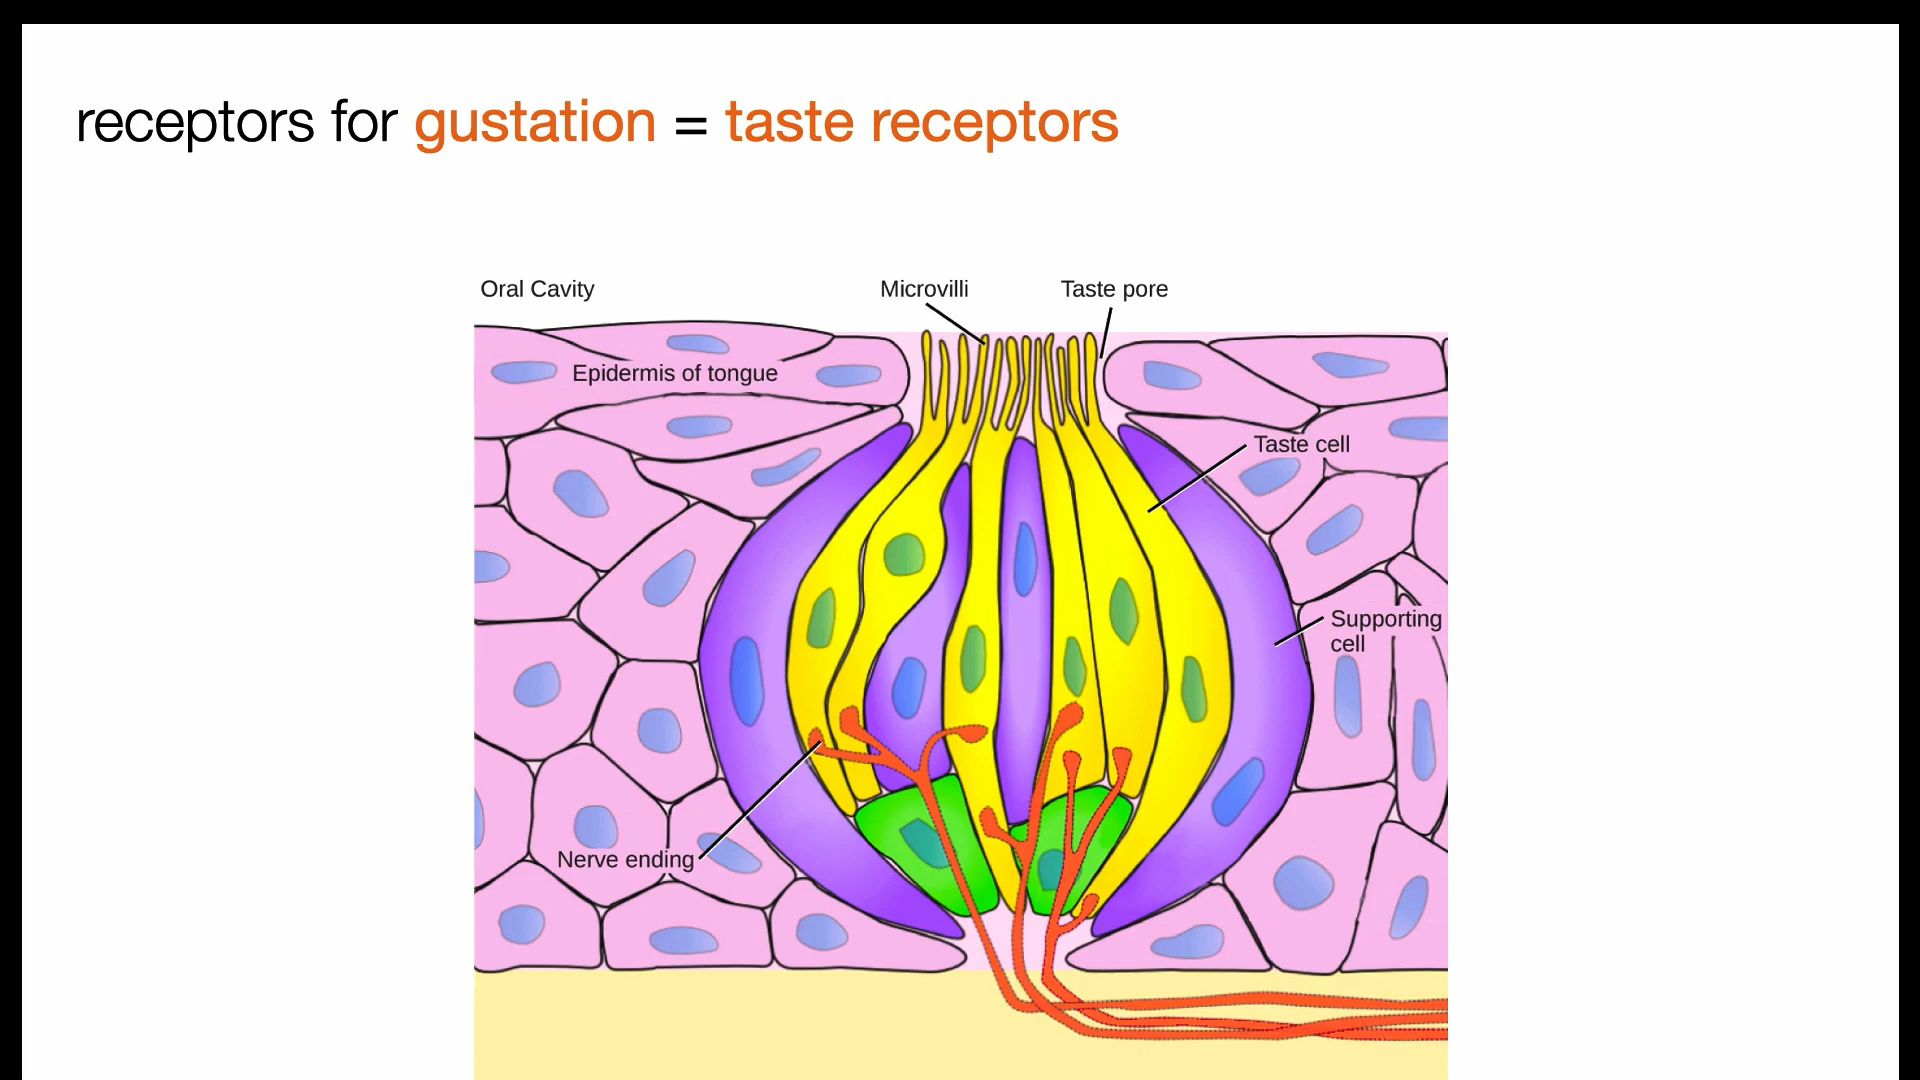 receptors for gustation = taste receptors
Oral Cavity
Microvilli
Taste pore
Epidermis of tongue
Taste cell
Supporting
cell
Nerve ending